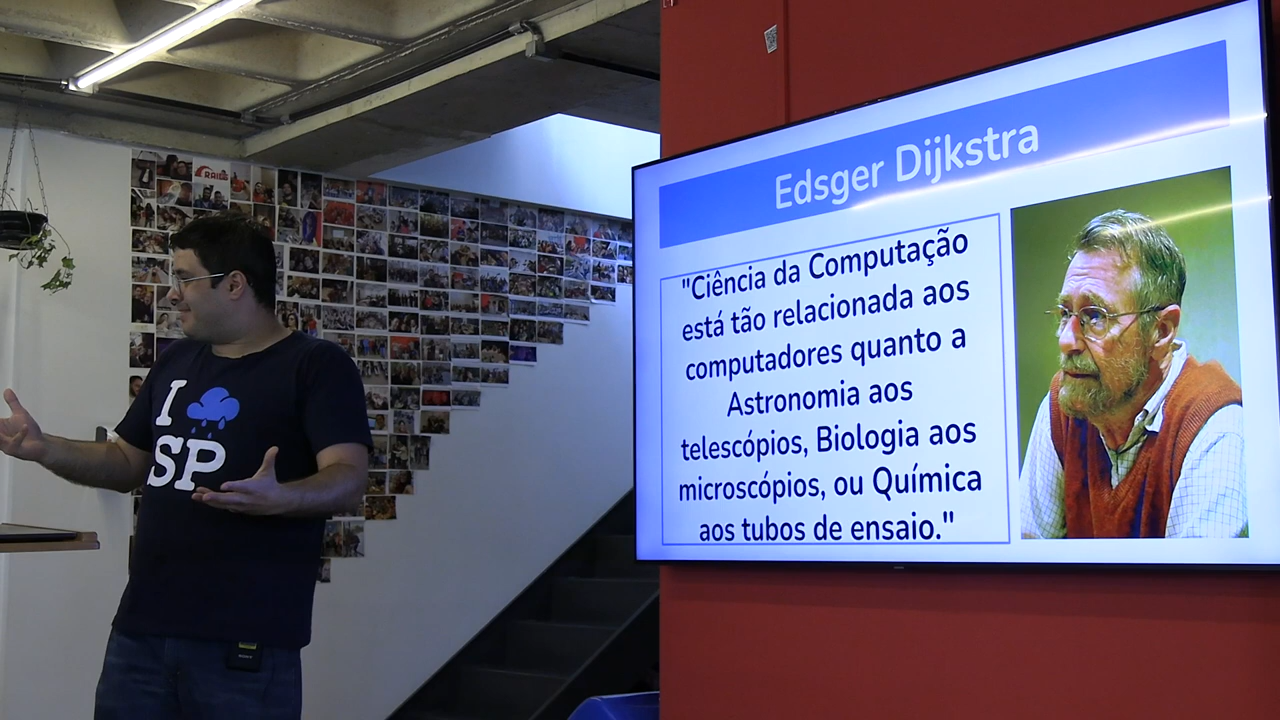 Edsger Dijkstra
"Ciência da Computação
está tão relacionada aos
computadores quanto a
Astronomia aos
telescópios, Biologia aos
microscópios, ou Química
aos tubos de ensaio."
I
SP